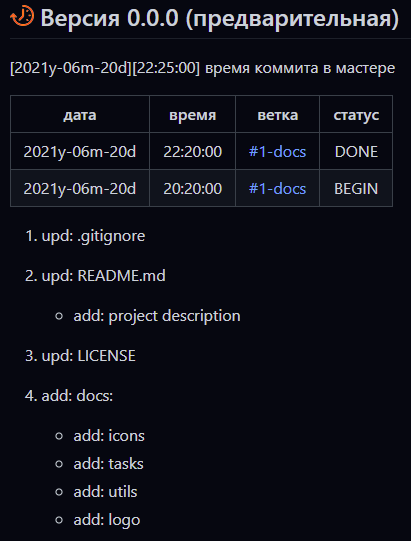 Версия 0.0.0 (предварительная)
[2021y-06m-20d][22:25:00] время коммита в мастере
дата время ветка статус
2021y-06m-20d 22:20:00 #1-docs DONE
2021y-06m-20d 20:20:00 #1-docs BEGIN
1. upd: .gitignore
2. upd: README.md
○ add: project description
3. upd: LICENSE
4. add: docs:
○ add: icons
○ add: tasks
○ add: utils
○ add: logo